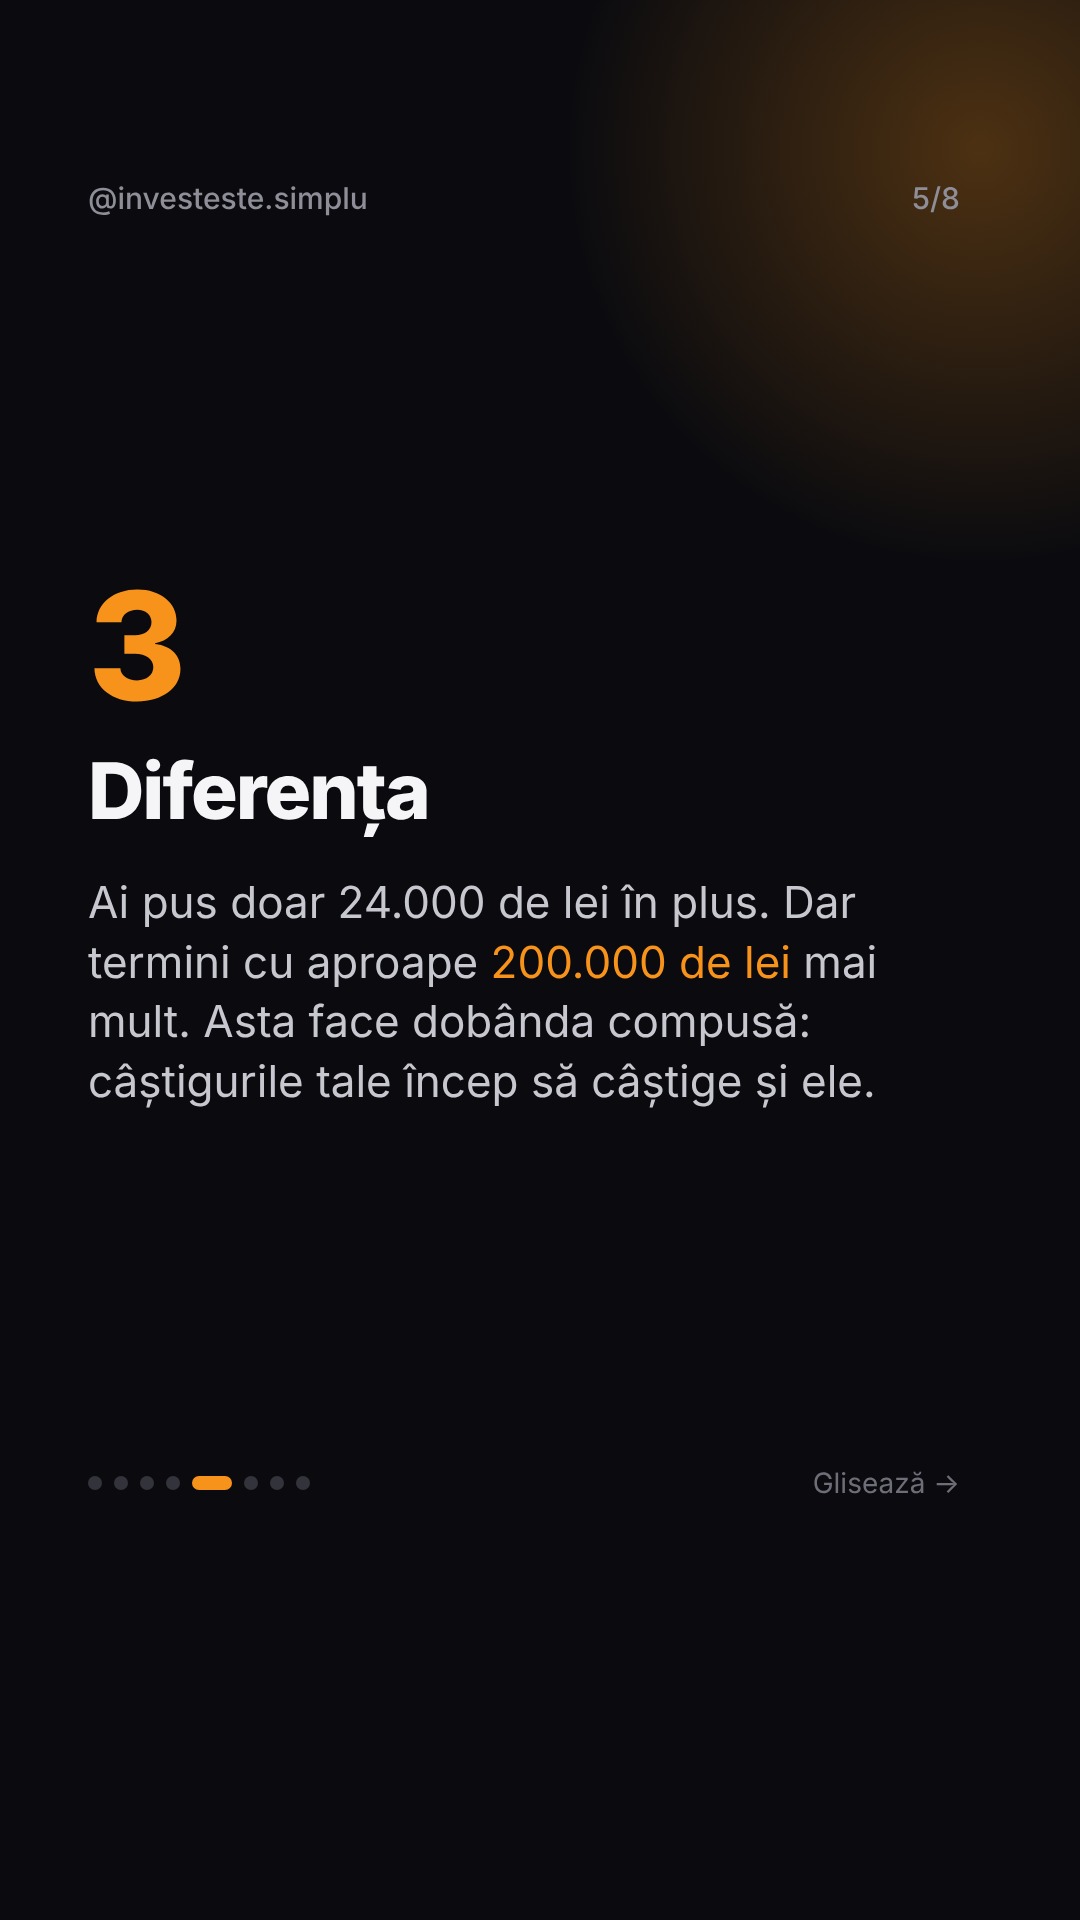 @investeste.simplu
5/8
3
Diferența
Ai pus doar 24.000 de lei în plus. Dar
termini cu aproape 200.000 de lei mai
mult. Asta face dobânda compusă:
câștigurile tale încep să câștige și ele.
Glisează →